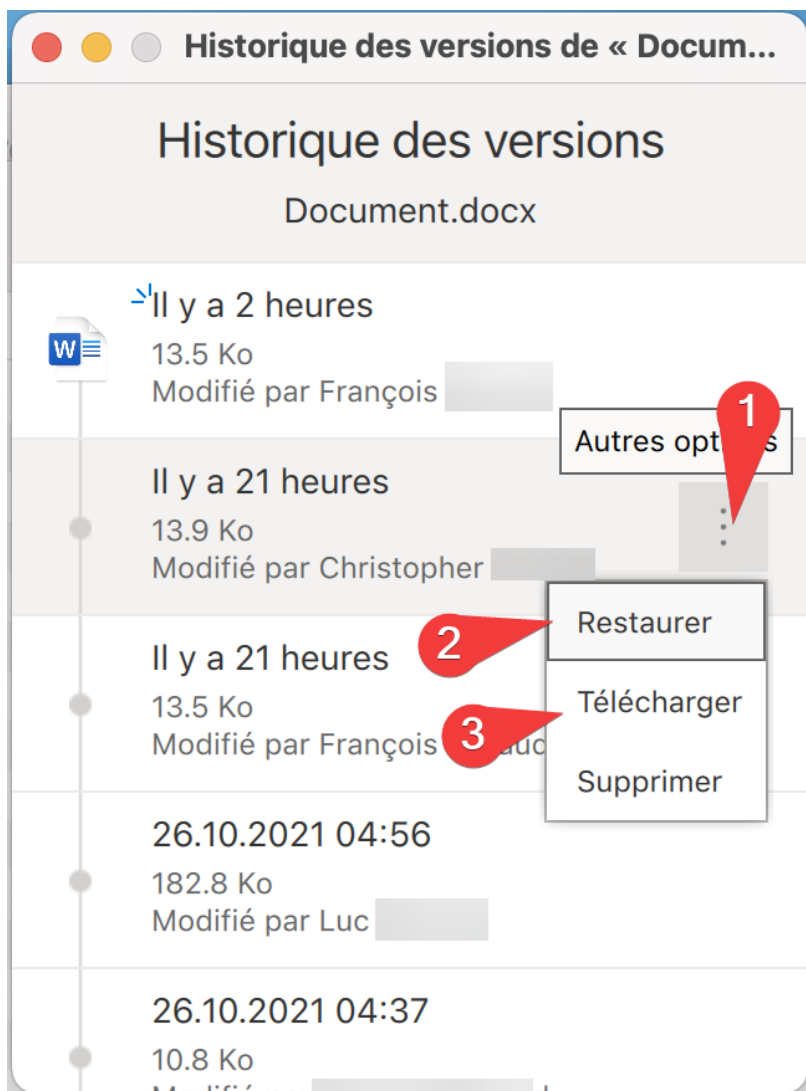 Historique des versions de « Docum...
Historique des versions
Document.docx
Il y a 2 heures
W
13.5 Ko
Modifié par François
1
Autres opt s
Il y a 21 heures
13.9 Ko
Modifié par Christopher
2
Restaurer
Il y a 21 heures
Télécharger
13.5 Ko
3
Modifié par François
Supprimer
26.10.2021 04:56
182.8 Ko
Modifié par Luc
26.10.2021 04:37
10.8 Ko